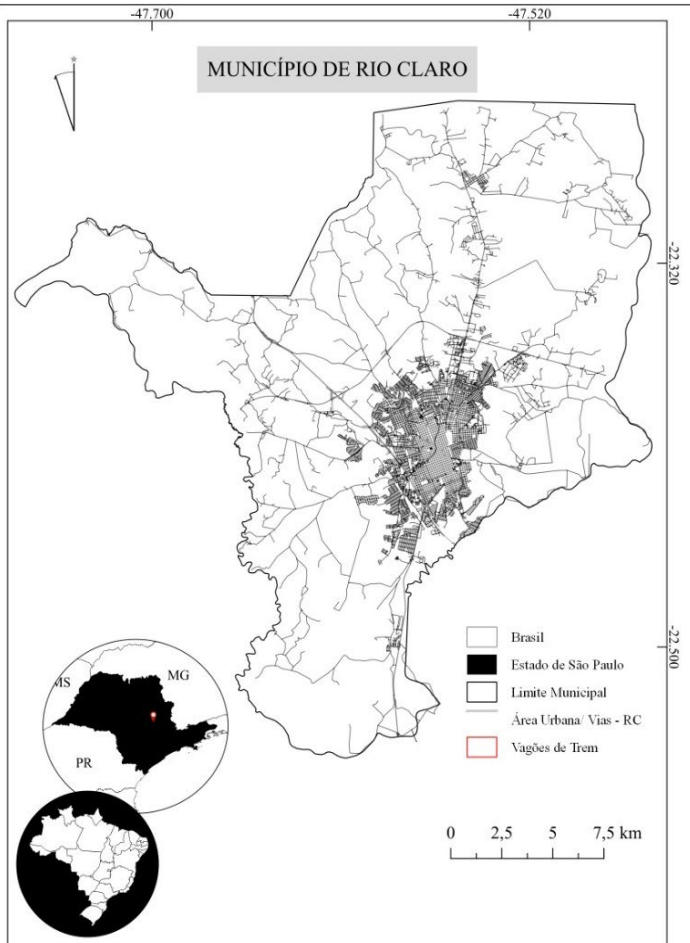 -47.700
-47.520
MUNICÍPIO DE RIO CLARO
-22.320
-22.500
Brasil
Estado de São Paulo
Limite Municipal
Área Urbana/ Vias - RC
Vagões de Trem
MS
MG
PR
0 2,5 5 7,5 km